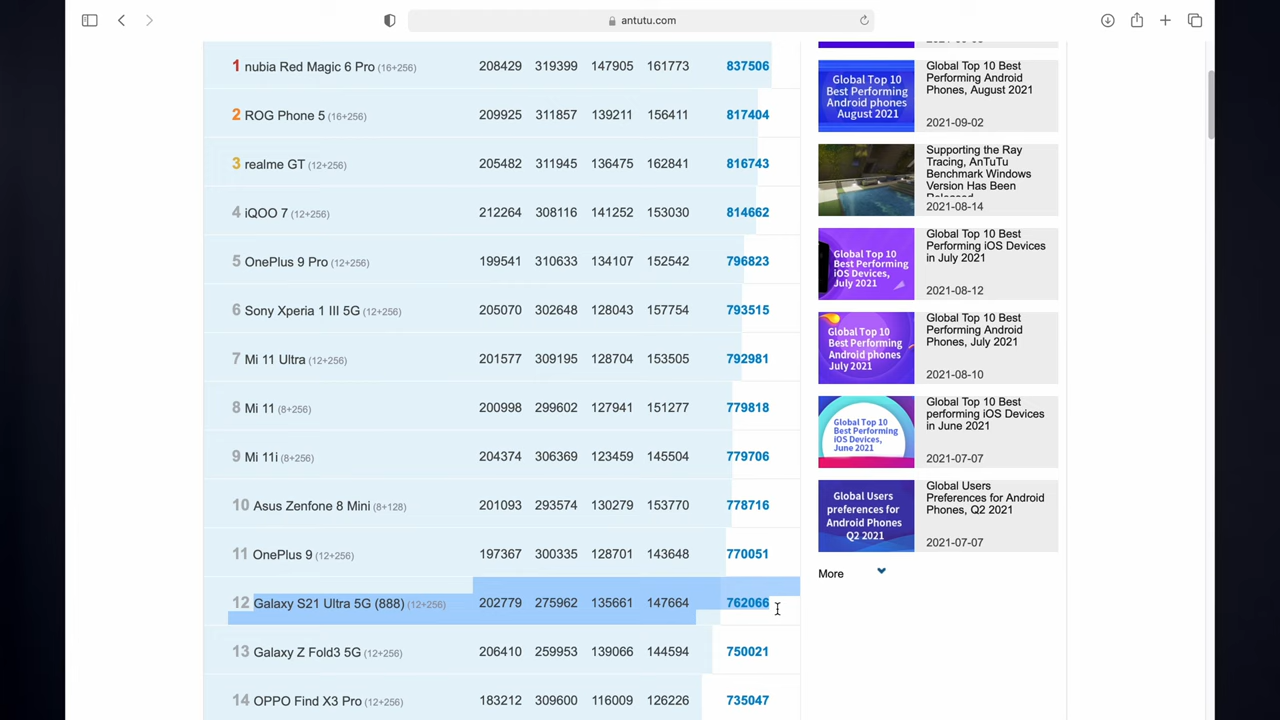 antutu.com
1 nubia Red Magic 6 Pro (16+256) 208429 319399 147905 161773 837506
2 ROG Phone 5 (16+256) 209925 311857 139211 156411 817404
3 realme GT (12+256) 205482 311945 136475 162841 816743
4 iQOO 7 (12+256) 212264 308116 141252 153030 814662
5 OnePlus 9 Pro (12+256) 199541 310633 134107 152542 796823
6 Sony Xperia 1 III 5G (12+256) 205070 302648 128043 157754 793515
7 Mi 11 Ultra (12+256) 201577 309195 128704 153505 792981
8 Mi 11 (8+256) 200998 299602 127941 151277 779818
9 Mi 11i (8+256) 204374 306369 123459 145504 779706
10 Asus Zenfone 8 Mini (8+128) 201093 293574 130279 153770 778716
11 OnePlus 9 (12+256) 197367 300335 128701 143648 770051
12 Galaxy S21 Ultra 5G (888) (12+256) 202779 275962 135661 147664 762066
13 Galaxy Z Fold3 5G (12+256) 206410 259953 139066 144594 750021
14 OPPO Find X3 Pro (12+256) 183212 309600 116009 126226 735047
Global Top 10
Best Performing
Android phones
August 2021
Global Top 10 Best
Performing Android
Phones, August 2021
2021-09-02
Supporting the Ray
Tracing, AnTuTu
Benchmark Windows
Version Has Been
2021-08-14
Global Top 10
Best Performing
iOS Devices,
July 2021
Global Top 10 Best
Performing iOS Devices
in July 2021
2021-08-12
Global Top 10
Best Performing
Android phones
July 2021
Global Top 10 Best
Performing Android
Phones, July 2021
2021-08-10
Global Top 10
Best Performing
iOS Devices,
June 2021
Global Top 10 Best
performing iOS Devices
in June 2021
2021-07-07
Global Users
preferences for
Android Phones
Q2 2021
Global Users
Preferences for Android
Phones, Q2 2021
2021-07-07
More